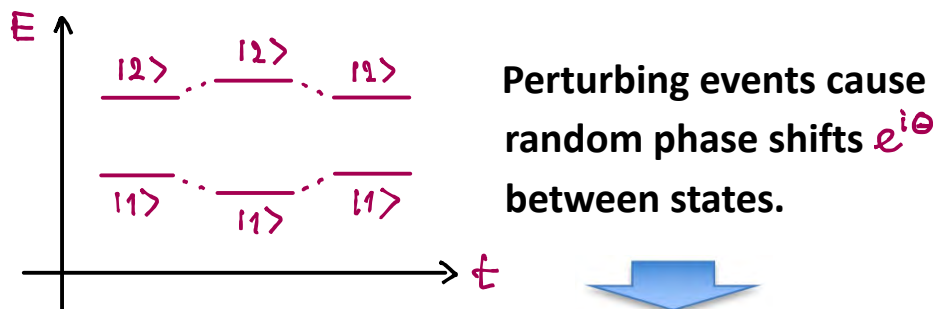 E
|2> |2> |2>
|1> |1> |1>
t
Perturbing events cause
random phase shifts e^{iθ}
between states.